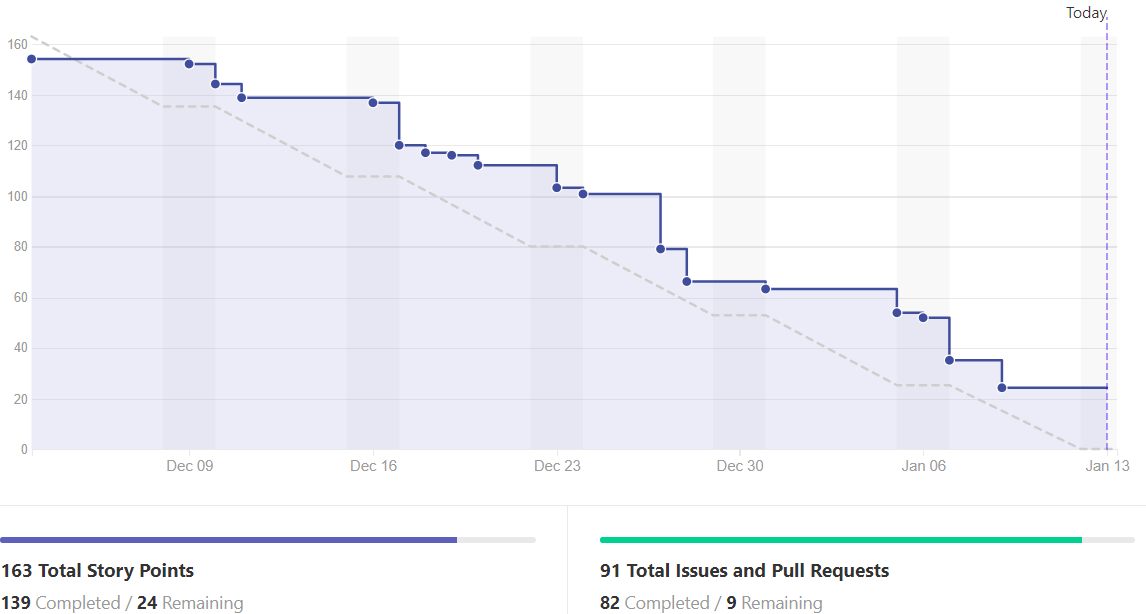 Today
160
140
120
100
80
60
40
20
0
Dec 09 Dec 16 Dec 23 Dec 30 Jan 06 Jan 13
163 Total Story Points
139 Completed / 24 Remaining
91 Total Issues and Pull Requests
82 Completed / 9 Remaining